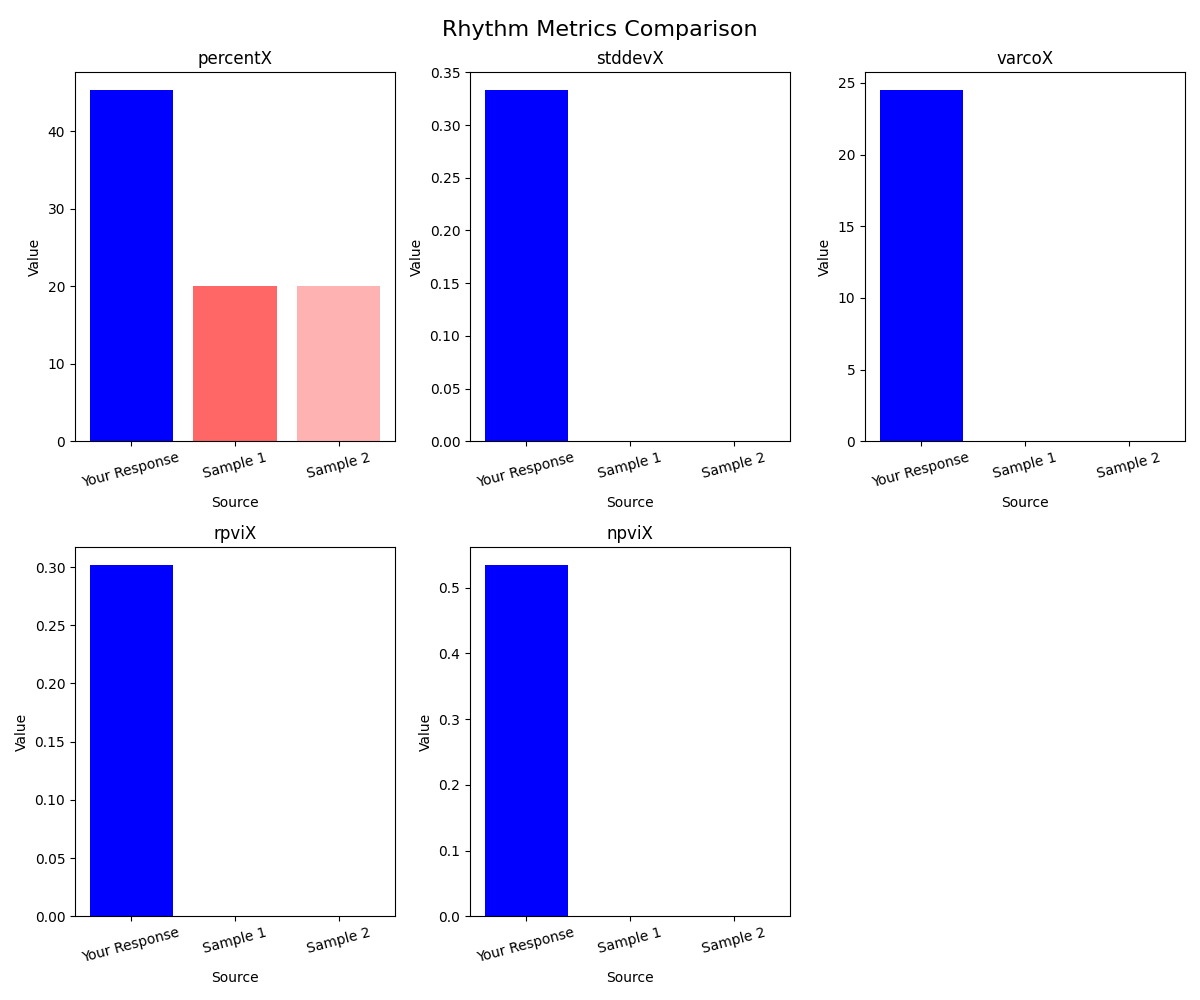 Rhythm Metrics Comparison
percentX
stddevX
varcoX
Value
40
30
20
10
0
Your Response
Sample 1
Sample 2
Source
Value
0.35
0.30
0.25
0.20
0.15
0.10
0.05
0.00
Your Response
Sample 1
Sample 2
Source
Value
25
20
15
10
5
0
Your Response
Sample 1
Sample 2
Source
rpviX
npviX
Value
0.30
0.25
0.20
0.15
0.10
0.05
0.00
Your Response
Sample 1
Sample 2
Source
Value
0.5
0.4
0.3
0.2
0.1
0.0
Your Response
Sample 1
Sample 2
Source